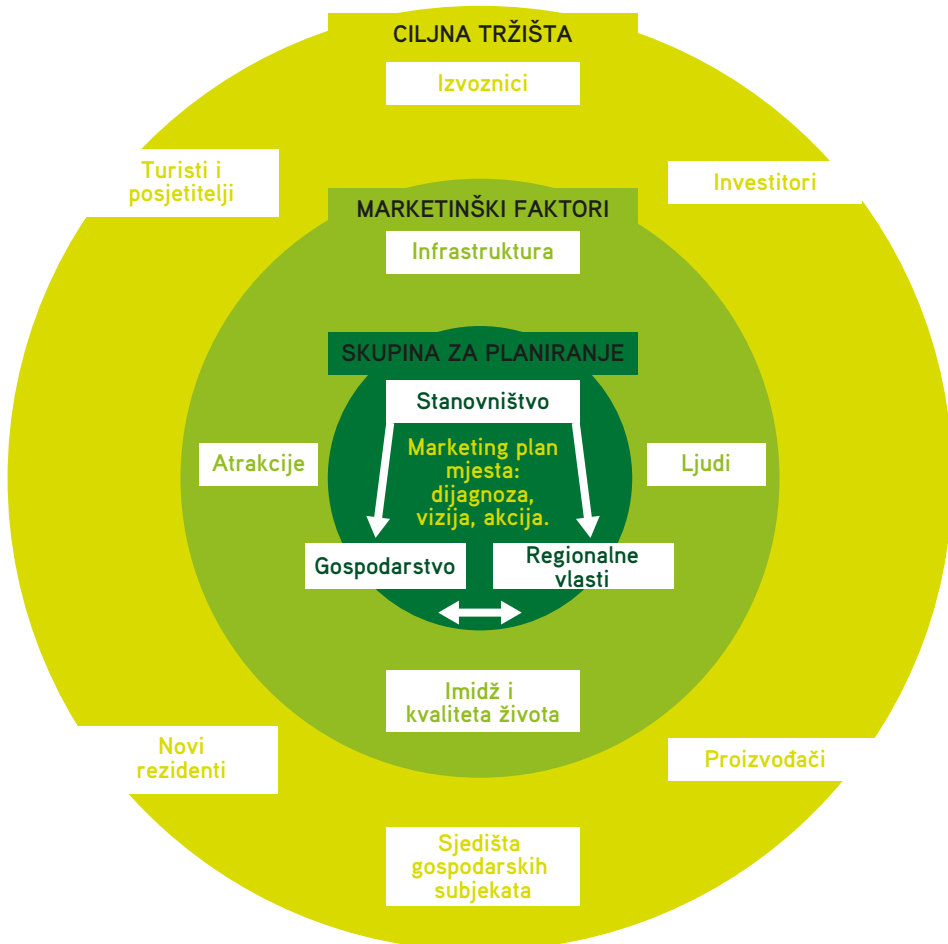 CILJNA TRŽIŠTA
Izvoznici
Turisti i
posjetitelji
Investitori
MARKETINŠKI FAKTORI
Infrastruktura
SKUPINA ZA PLANIRANJE
Stanovništvo
Atrakcije
Marketing plan
mjesta:
dijagnoza,
vizija, akcija.
Ljudi
Gospodarstvo
Regionalne
vlasti
Imidž i
kvaliteta života
Novi
rezidenti
Proizvođači
Sjedišta
gospodarskih
subjekata